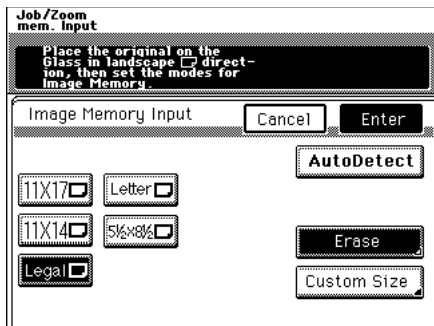 Job/Zoom
mem. Input
Place the original on the
Glass in landscape direct-
ion, then set the modes for
Image Memory.
Image Memory Input
Cancel
Enter
AutoDetect
11X17
Letter
11X14
5½x8½
Erase
Legal
Custom Size